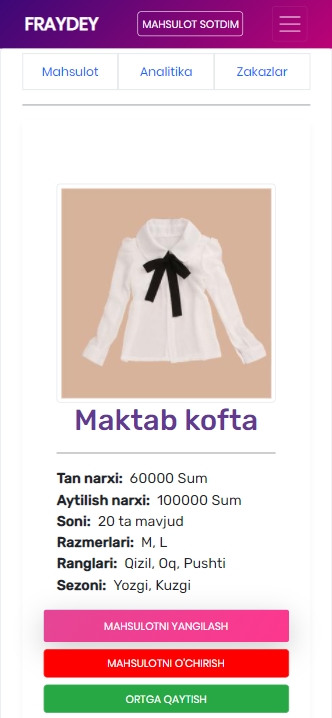 FRAYDEY
MAHSULOT SOTDIM
Mahsulot
Analitika
Zakazlar
Maktab kofta
Tan narxi: 60000 Sum
Aytilish narxi: 100000 Sum
Soni: 20 ta mavjud
Razmerlari: M, L
Ranglari: Qizil, Oq, Pushti
Sezoni: Yozgi, Kuzgi
MAHSULOTNI YANGILASH
MAHSULOTNI O'CHIRISH
ORTGA QAYTISH